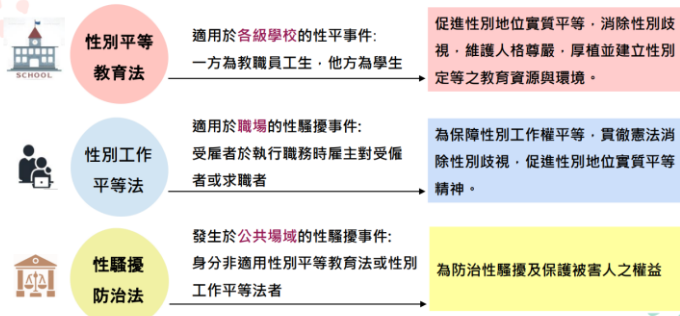 SCHOOL
性別平等
教育法
適用於各級學校的性平事件:
一方為教職員工生，他方為學生
促進性別地位實質平等，消除性別歧
視，維護人格尊嚴，厚植並建立性別
定等之教育資源與環境。
性別工作
平等法
適用於職場的性騷擾事件:
受雇者於執行職務時雇主對受僱
者或求職者
為保障性別工作權平等，貫徹憲法消
除性別歧視，促進性別地位實質平等
精神。
性騷擾
防治法
發生於公共場域的性騷擾事件:
身分非適用性別平等教育法或性別
工作平等法者
為防治性騷擾及保護被害人之權益